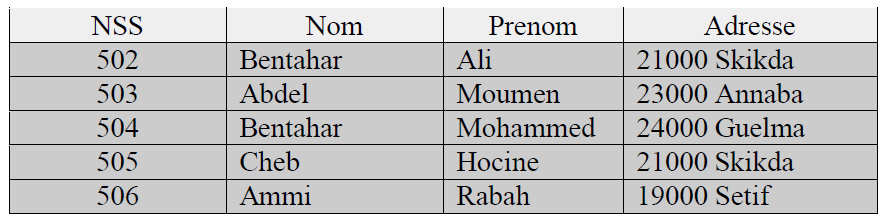 NSS Nom Prenom Adresse
502 Bentahar Ali 21000 Skikda
503 Abdel Moumen 23000 Annaba
504 Bentahar Mohammed 24000 Guelma
505 Cheb Hocine 21000 Skikda
506 Ammi Rabah 19000 Setif